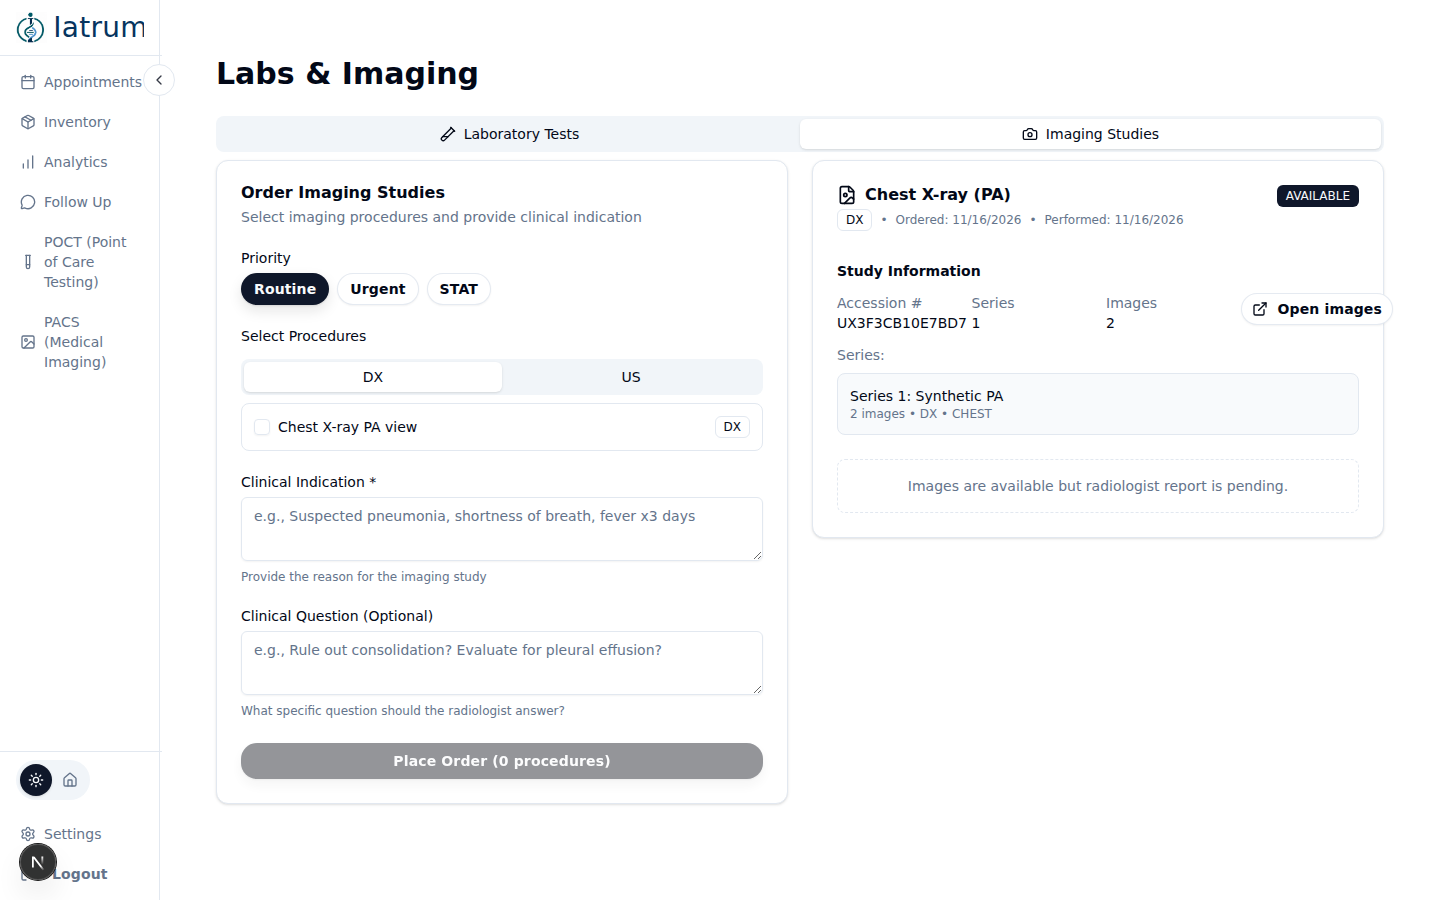 Iatrum
Appointments
Inventory
Analytics
Follow Up
POCT (Point
of Care
Testing)
PACS
(Medical
Imaging)
Settings
N
Logout
Labs & Imaging
Laboratory Tests
Imaging Studies
Order Imaging Studies
Select imaging procedures and provide clinical indication
Priority
Routine
Urgent
STAT
Select Procedures
DX
US
Chest X-ray PA view
DX
Clinical Indication *
e.g., Suspected pneumonia, shortness of breath, fever x3 days
Provide the reason for the imaging study
Clinical Question (Optional)
e.g., Rule out consolidation? Evaluate for pleural effusion?
What specific question should the radiologist answer?
Place Order (0 procedures)
Chest X-ray (PA)
AVAILABLE
DX • Ordered: 11/16/2026 • Performed: 11/16/2026
Study Information
Accession #
UX3F3CB10E7BD7
Series
1
Images
2
Open images
Series:
Series 1: Synthetic PA
2 images • DX • CHEST
Images are available but radiologist report is pending.